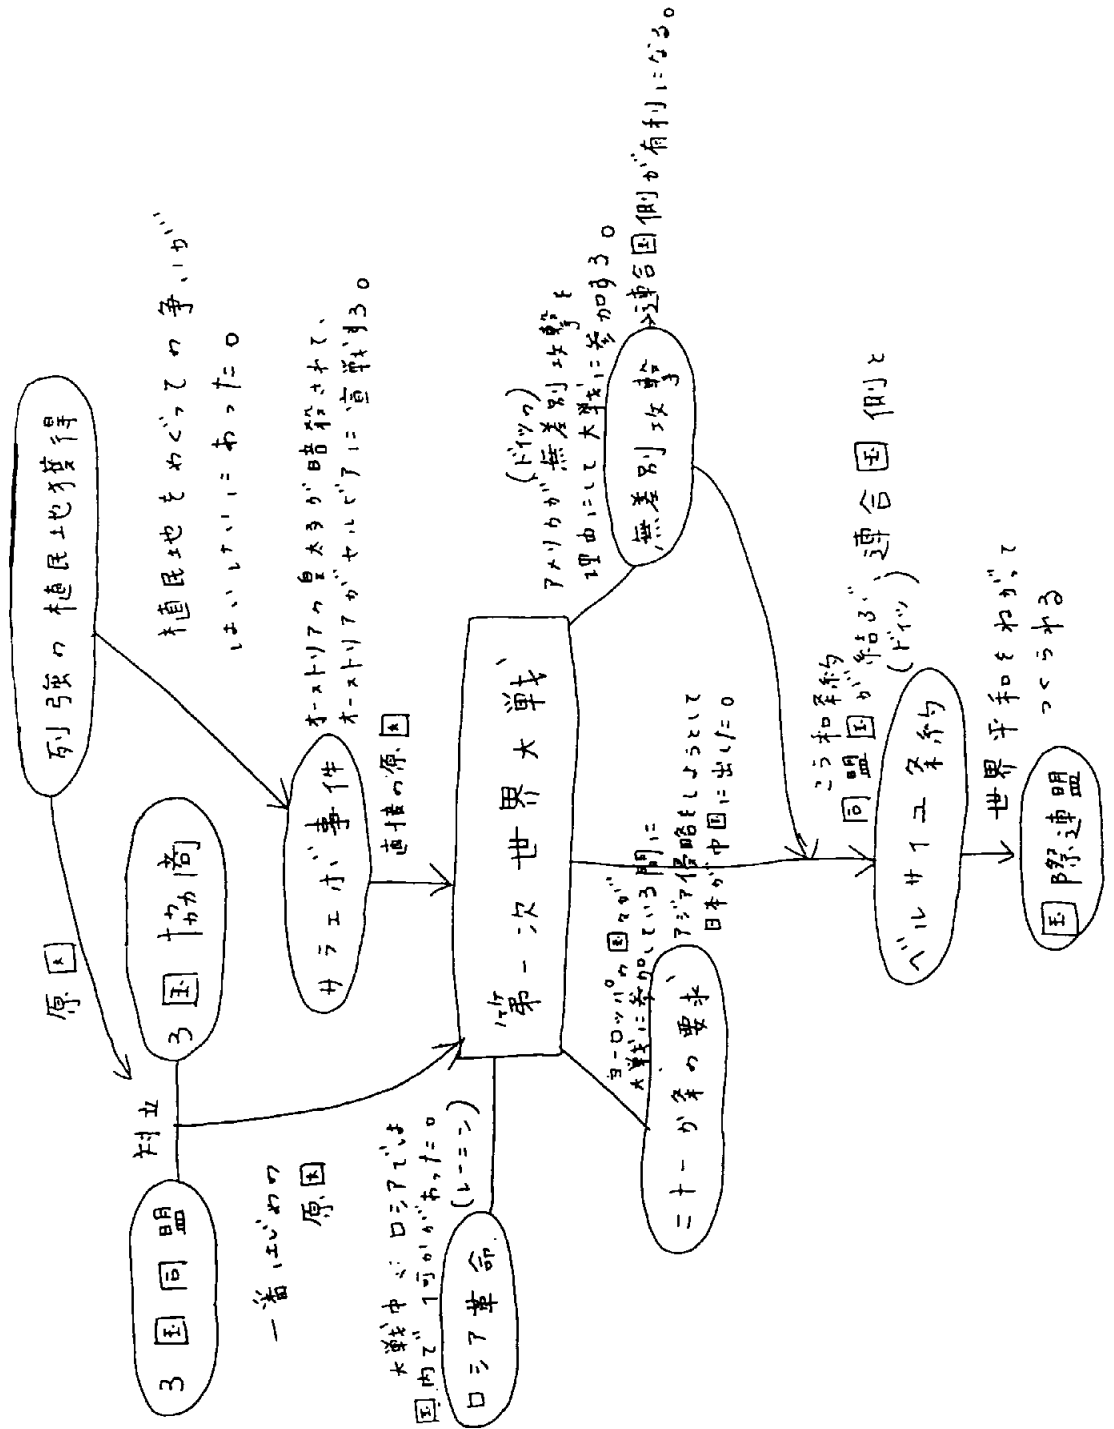 列強の植民地獲得
植民地をめぐっての争いが
はいけいにあった。
原因
3国同盟
対立
3国協商
一番はじめの
原因
サラエボ事件
オーストリアの皇太子が暗殺されて、
オーストリアがセルビアに宣戦する。
直接の原因
大戦中、ロシアでは
国内で何かがあった。
(レーニン)
ロシア革命
第一次世界大戦
アメリカが(ドイツの)無差別攻撃を
理由にして大戦に参加する。
無差別攻撃
連合国側が有利になる。
ヨーロッパの国々が
大戦に参加している間に
アジア侵略をしようとして
日本が中国に出した。
二十一か条の要求
こう和条約
同盟国が結ぶ 連合国側と
(ドイツ)
ベルサイユ条約
世界平和をねがって
つくられる
国際連盟